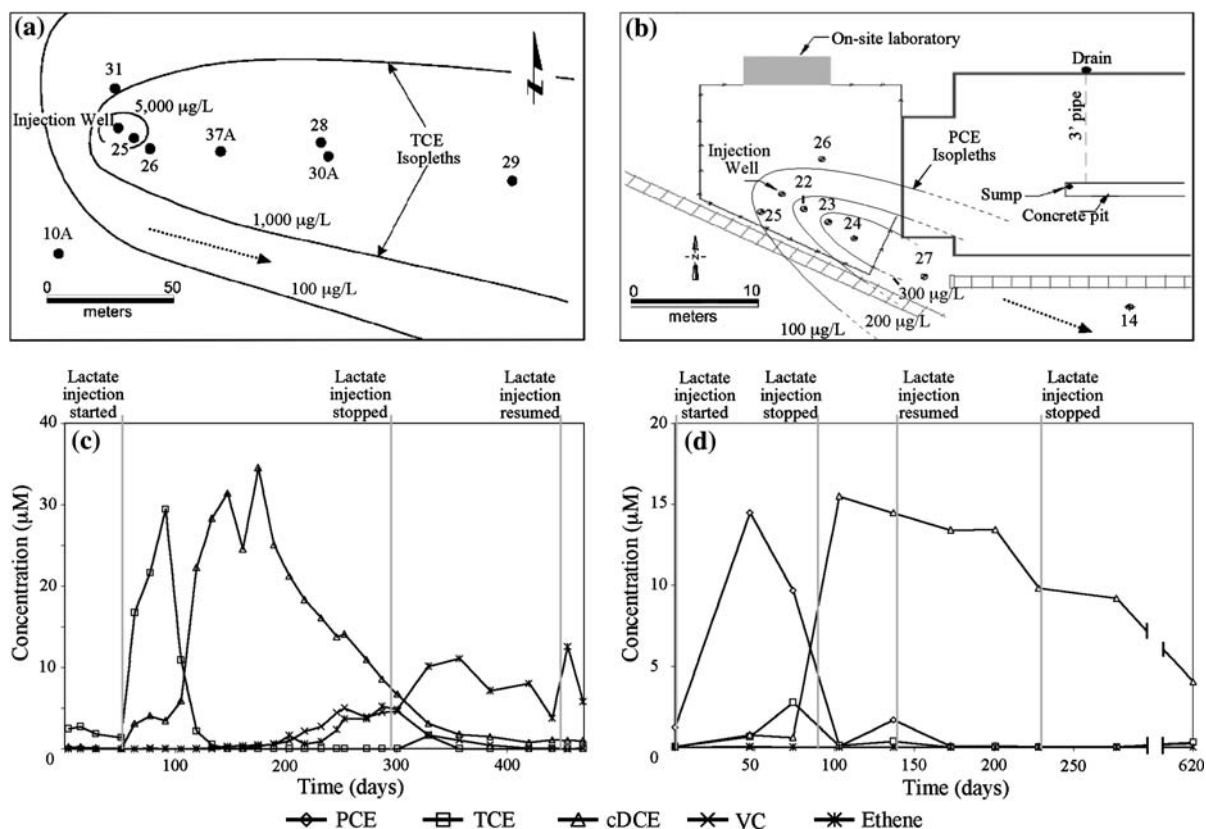 (a)
31
5,000 µg/L
Injection Well
25
26
37A
28
30A
29
TCE
Isopleths
1,000 µg/L
10A
100 µg/L
0 50
meters
N
(b)
On-site laboratory
Drain
3' pipe
PCE
Isopleths
Injection
Well
26
22
23
25
24
27
Sump
Concrete pit
N
300 µg/L
200 µg/L
100 µg/L
0 10
meters
14
Lactate
injection
started
Lactate
injection
stopped
Lactate
injection
resumed
(c)
Concentration (µM)
40
30
20
10
0
100 200 300 400
Time (days)
Lactate
injection
started
Lactate
injection
stopped
Lactate
injection
resumed
Lactate
injection
stopped
(d)
Concentration (µM)
20
15
10
5
0
50 100 150 200 250 620
Time (days)
PCE TCE cDCE VC Ethene